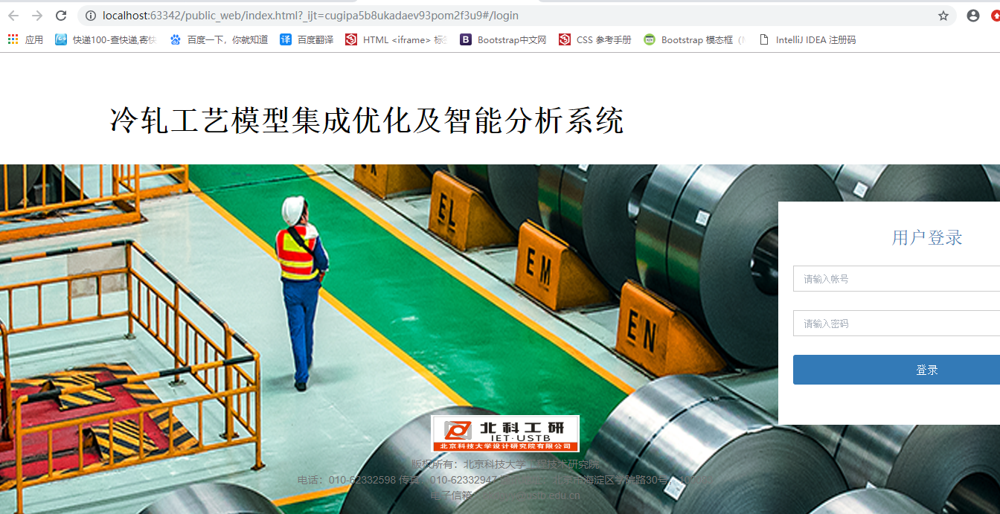 localhost:63342/public_web/index.html?_ijt=cugipa5b8ukadaev93pom2f3u9#/login
应用 快递100-查快递,寄快 百度一下，你就知道 百度翻译 HTML <iframe> 标 Bootstrap中文网 CSS 参考手册 Bootstrap 模态框 IntelliJ IDEA 注册码
冷轧工艺模型集成优化及智能分析系统
EL
EM
EN
用户登录
请输入帐号
请输入密码
登录
北科工研
IET·USTB
北京科技大学设计研究院有限公司
版权所有：北京科技大学工程技术研究院
电话：010-62332598 传真：010-62332947 北京市海淀区学院路30号
电子信箱 ustb.edu.cn